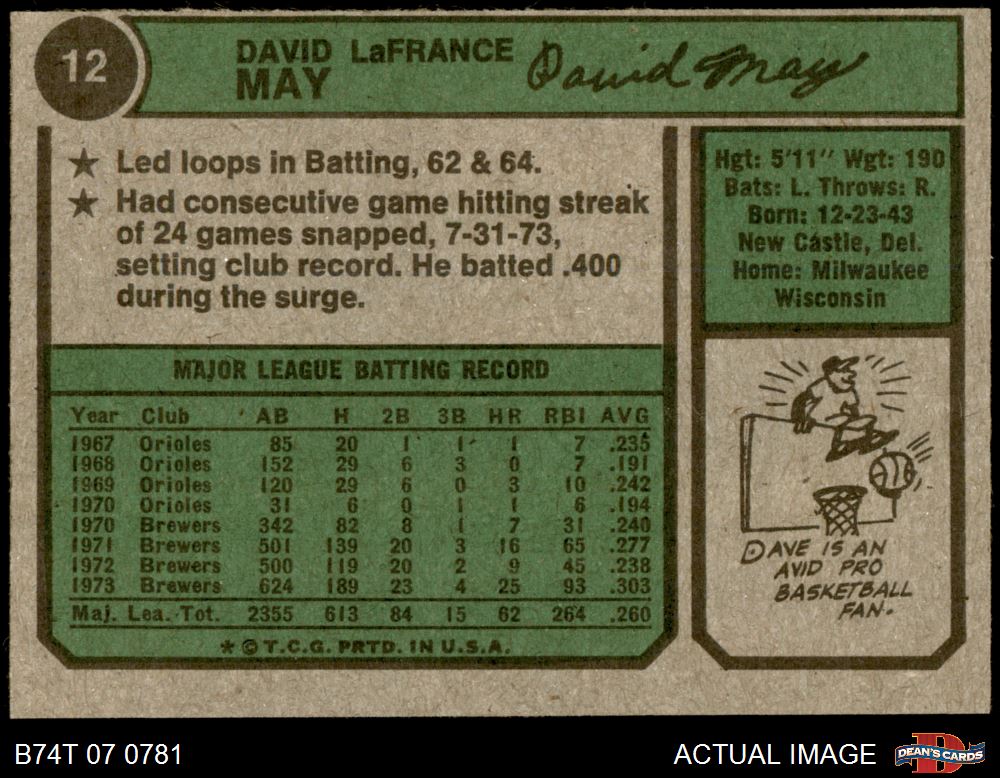 12
DAVID LaFRANCE
MAY
David May
★ Led loops in Batting, 62 & 64.
★ Had consecutive game hitting streak
of 24 games snapped, 7-31-73,
setting club record. He batted .400
during the surge.
Hgt: 5'11" Wgt: 190
Bats: L. Throws: R.
Born: 12-23-43
New Castle, Del.
Home: Milwaukee
Wisconsin
MAJOR LEAGUE BATTING RECORD
Year Club AB H 2B 3B HR RBI AVG
1967 Orioles 85 20 1 1 1 7 .235
1968 Orioles 152 29 6 3 0 7 .191
1969 Orioles 120 29 6 0 3 10 .242
1970 Orioles 31 6 0 1 1 6 .194
1970 Brewers 342 82 8 1 7 31 .240
1971 Brewers 501 139 20 3 16 65 .277
1972 Brewers 500 119 20 2 9 45 .238
1973 Brewers 624 189 23 4 25 93 .303
Maj. Lea. Tot. 2355 613 84 15 62 264 .260
* © T.C.G. PRTD. IN U.S.A.
DAVE IS AN
AVID PRO
BASKETBALL
FAN.
B74T 07 0781
ACTUAL IMAGE
D
DEAN'S CARDS